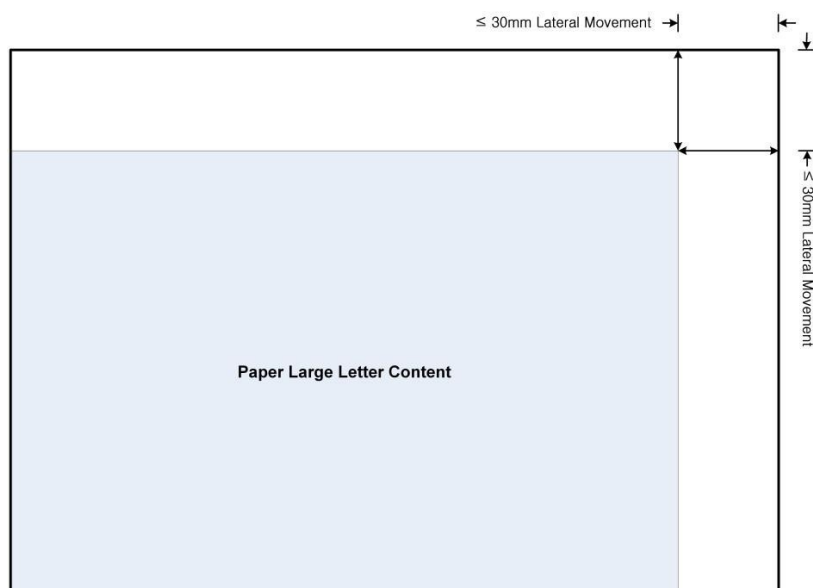 ≤ 30mm Lateral Movement
≤ 30mm Lateral Movement
Paper Large Letter Content